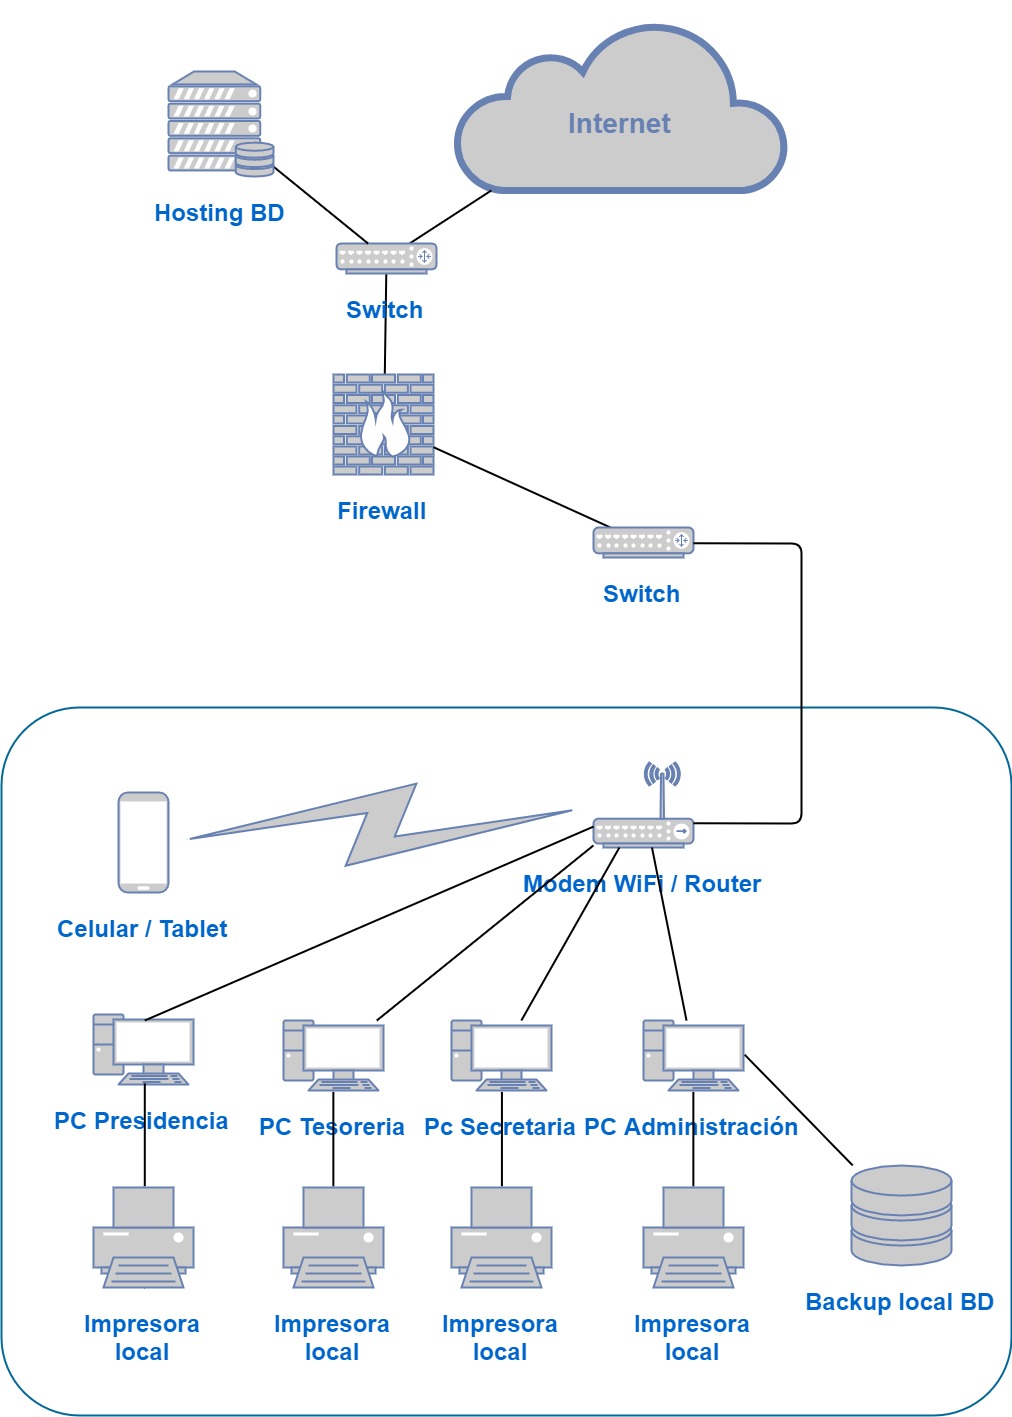 Internet
Hosting BD
Switch
Firewall
Switch
Modem WiFi / Router
Celular / Tablet
PC Presidencia
PC Tesoreria
Pc Secretaria
PC Administración
Backup local BD
Impresora
local
Impresora
local
Impresora
local
Impresora
local